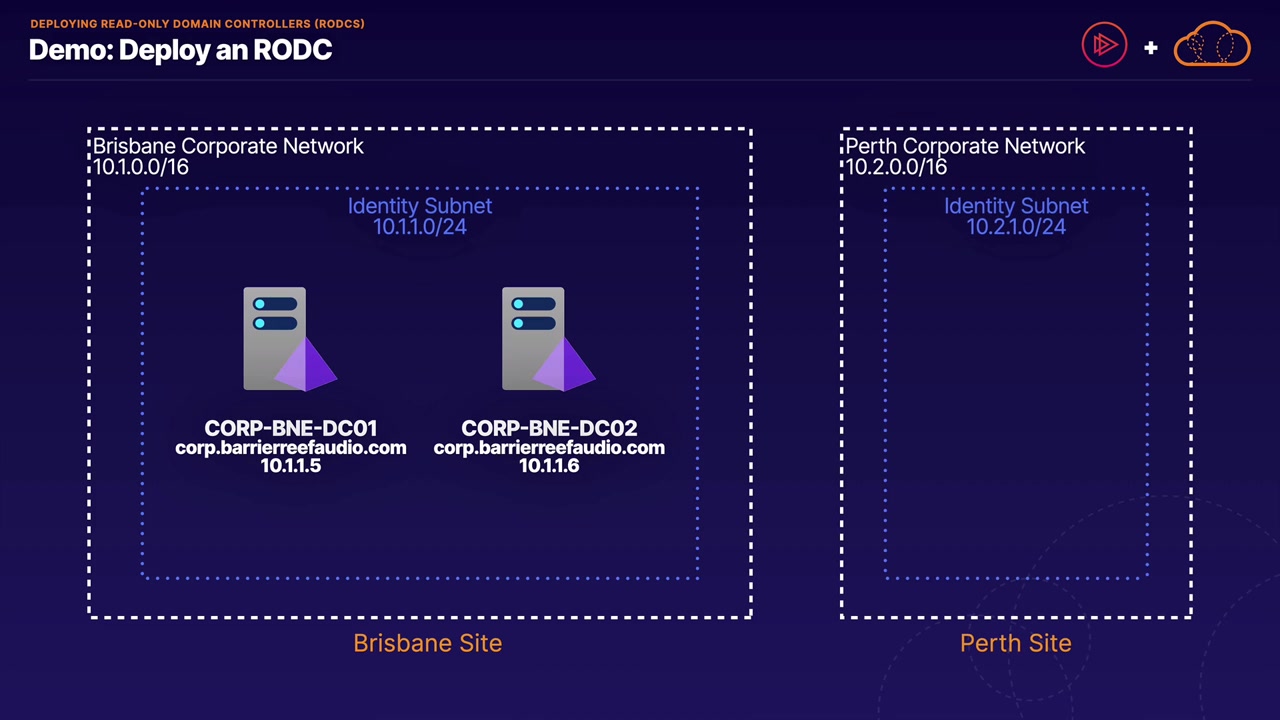 DEPLOYING READ-ONLY DOMAIN CONTROLLERS (RODCS)
Demo: Deploy an RODC
+
Brisbane Corporate Network
10.1.0.0/16
Identity Subnet
10.1.1.0/24
CORP-BNE-DC01
corp.barrierreefaudio.com
10.1.1.5
CORP-BNE-DC02
corp.barrierreefaudio.com
10.1.1.6
Brisbane Site
Perth Corporate Network
10.2.0.0/16
Identity Subnet
10.2.1.0/24
Perth Site